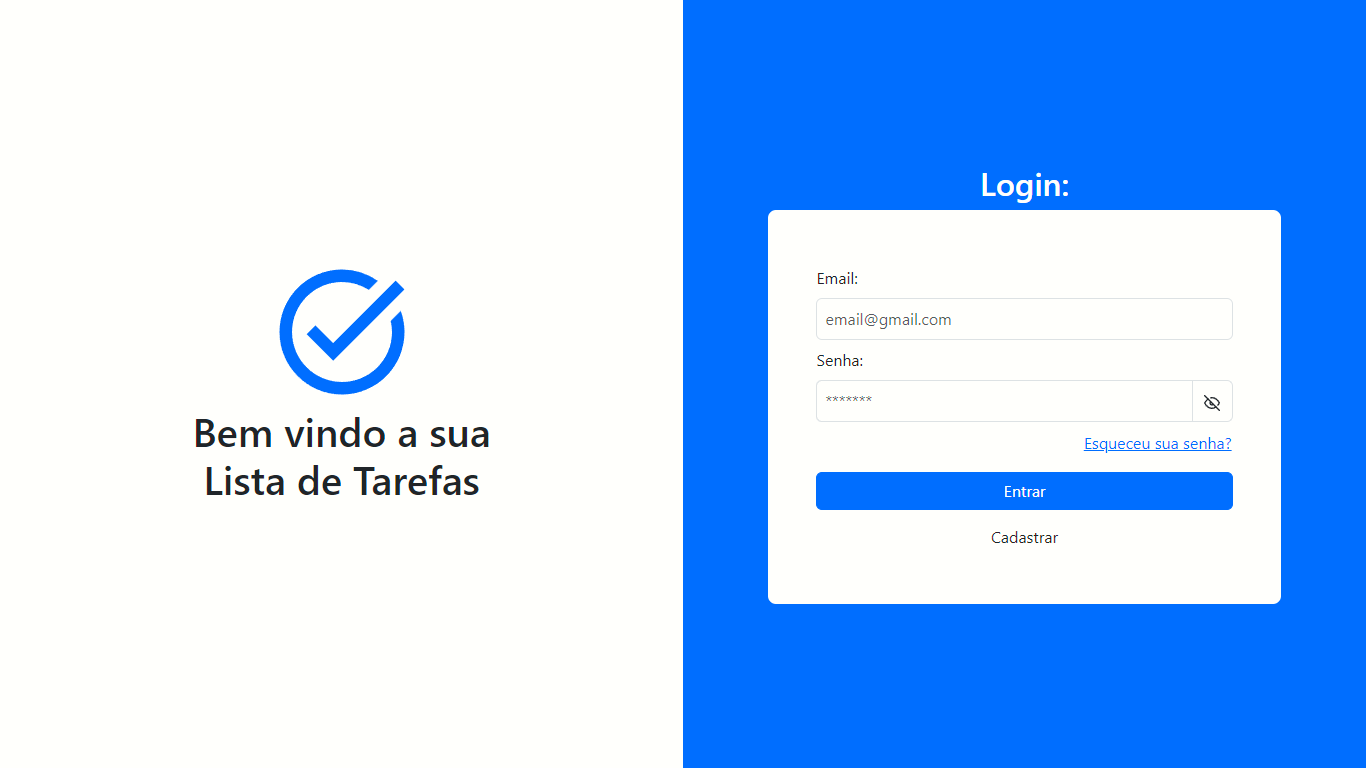 Bem vindo a sua
Lista de Tarefas
Login:
Email:
email@gmail.com
Senha:
*******
Esqueceu sua senha?
Entrar
Cadastrar